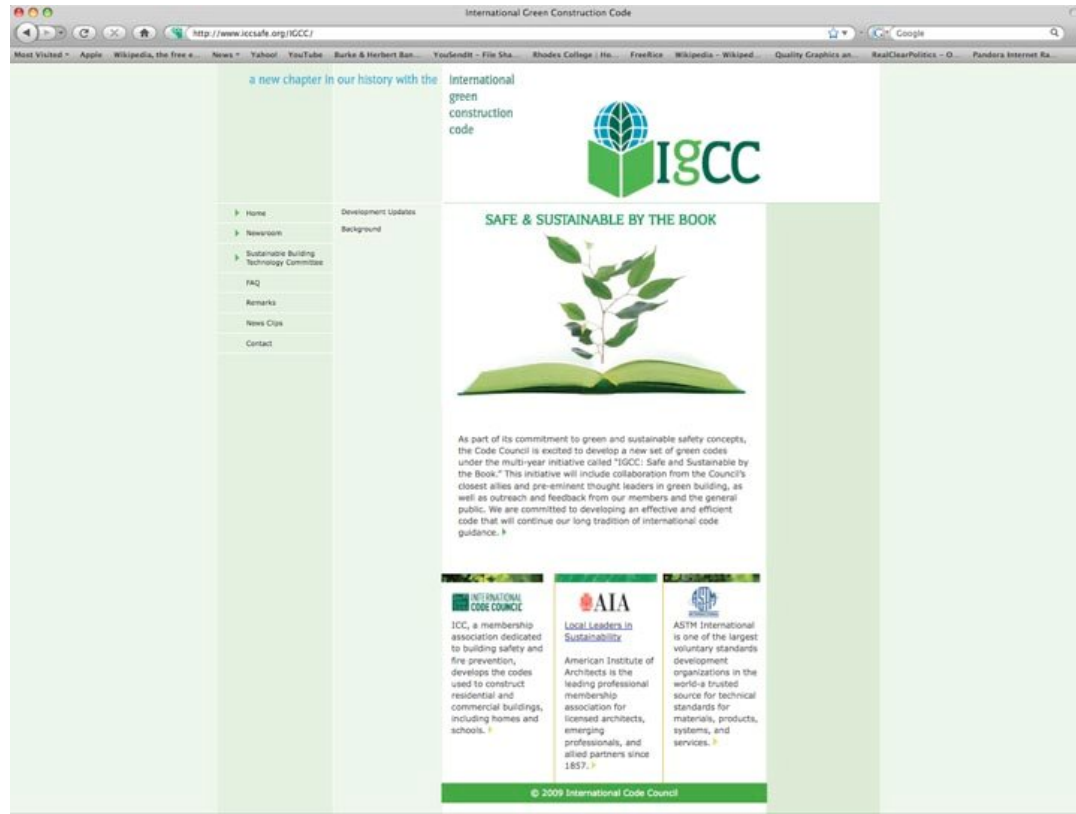 International Green Construction Code
http://www.iccsafe.org/IGCC/
Google
Most Visited Apple Wikipedia, the free e... News Yahoo! YouTube Burke & Herbert Ban... YouSendIt - File Sha... Rhodes College | Ho... FreeRice Wikipedia - Wikiped... Quality Graphics an... RealClearPolitics - O... Pandora Internet Ra...
a new chapter in our history with the
international
green
construction
code
IgCC
Home
Newsroom
Sustainable Building
Technology Committee
FAQ
Remarks
News Clips
Contact
Development Updates
Background
SAFE & SUSTAINABLE BY THE BOOK
As part of its commitment to green and sustainable safety concepts,
the Code Council is excited to develop a new set of green codes
under the multi-year initiative called "IGCC: Safe and Sustainable by
the Book." This initiative will include collaboration from the Council's
closest allies and pre-eminent thought leaders in green building, as
well as outreach and feedback from our members and the general
public. We are committed to developing an effective and efficient
code that will continue our long tradition of international code
guidance.
INTERNATIONAL
CODE COUNCIL
ICC, a membership
association dedicated
to building safety and
fire prevention,
develops the codes
used to construct
residential and
commercial buildings,
including homes and
schools.
AIA
Local Leaders in
Sustainability
American Institute of
Architects is the
leading professional
membership
association for
licensed architects,
emerging
professionals, and
allied partners since
1857.
ASTM
INTERNATIONAL
ASTM International
is one of the largest
voluntary standards
development
organizations in the
world-a trusted
source for technical
standards for
materials, products,
systems, and
services.
© 2009 International Code Council